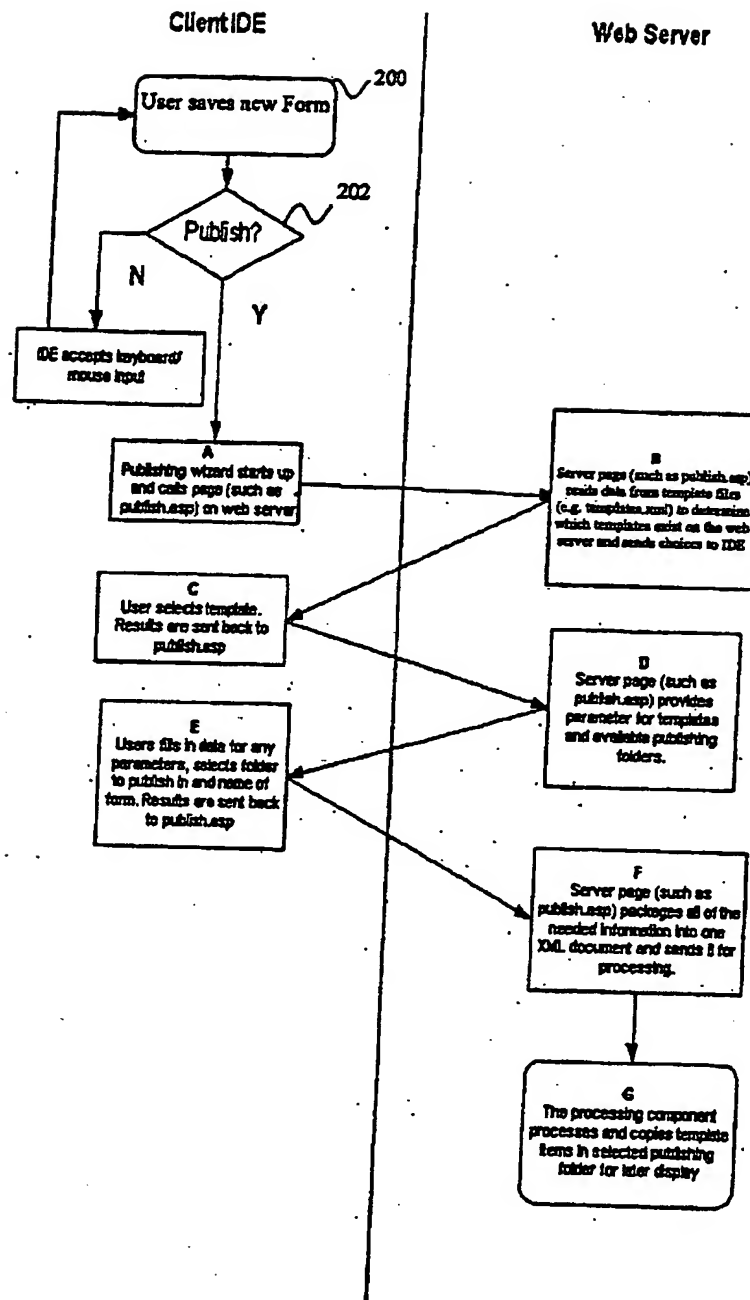 Client IDE
Web Server
200
User saves new Form
202
Publish?
N
Y
IDE accepts keyboard/
mouse input
A
Publishing wizard starts up
and calls page (such as
publish.asp) on web server
B
Server page (such as publish.asp)
reads data from template files
(e.g. templates.xml) to determine
which templates exist on the web
server and sends choices to IDE
C
User selects template.
Results are sent back to
publish.asp
D
Server page (such as
publish.asp) provides
parameter for templates
and available publishing
folders.
E
Users fills in data for any
parameters, selects folder
to publish in and name of
form. Results are sent back
to publish.asp
F
Server page (such as
publish.asp) packages all of the
needed information into one
XML document and sends it for
processing.
G
The processing component
processes and copies template
items in selected publishing
folder for later display